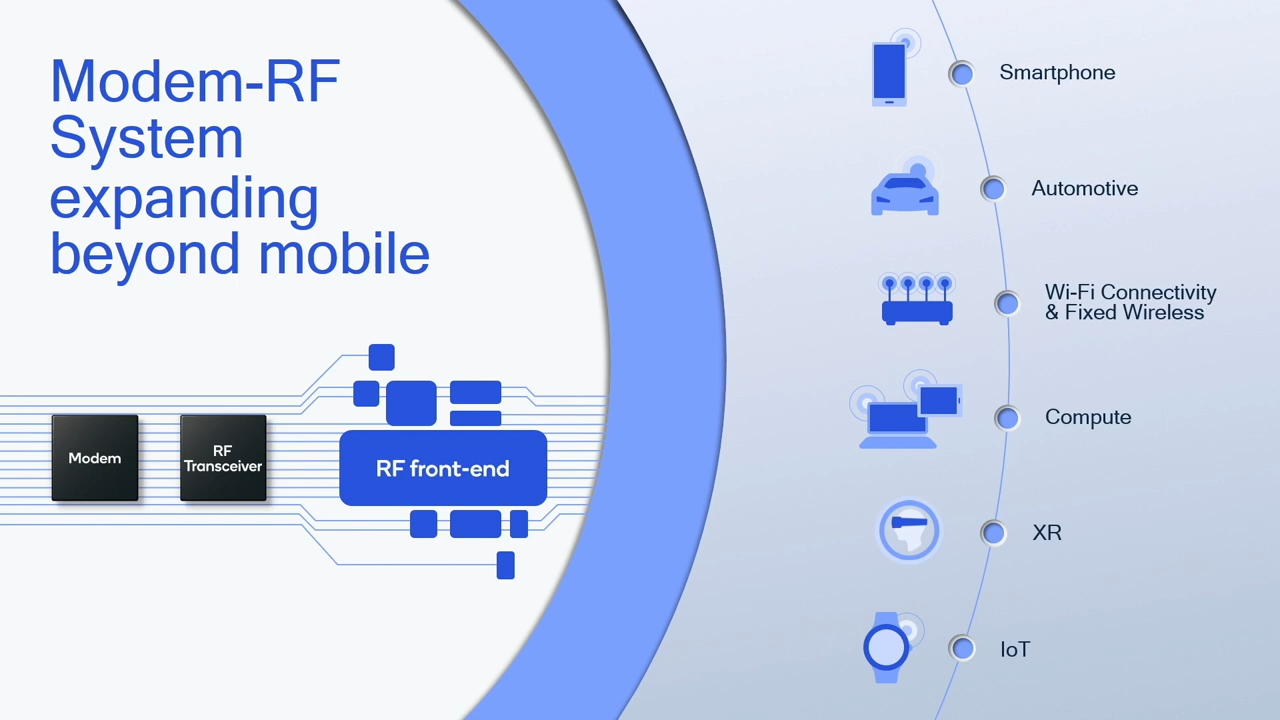 Modem-RF
System
expanding
beyond mobile
Modem
RF
Transceiver
RF front-end
Smartphone
Automotive
Wi-Fi Connectivity
& Fixed Wireless
Compute
XR
IoT